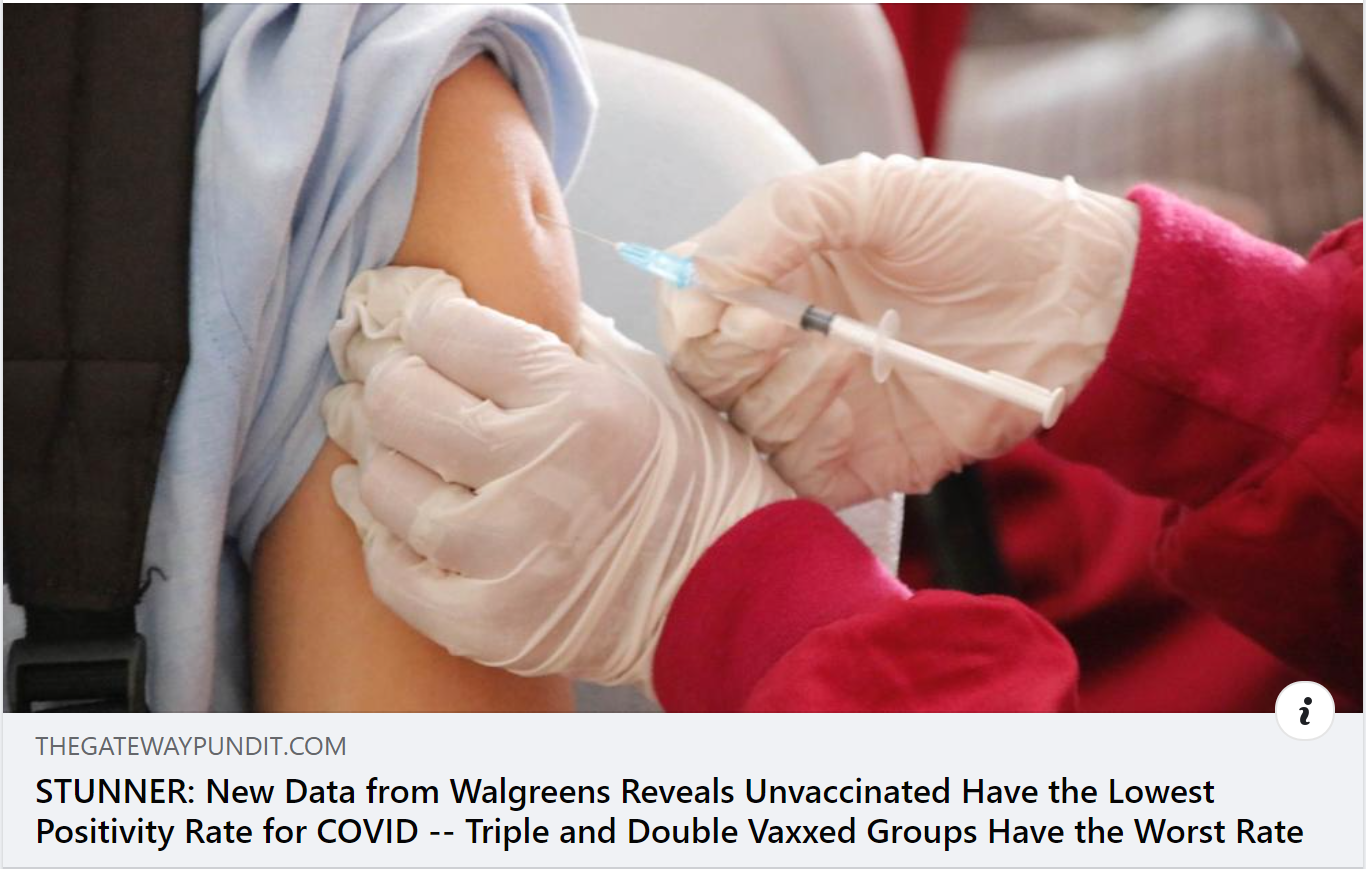 THEGATEWAYPUNDIT.COM
STUNNER: New Data from Walgreens Reveals Unvaccinated Have the Lowest
Positivity Rate for COVID -- Triple and Double Vaxxed Groups Have the Worst Rate